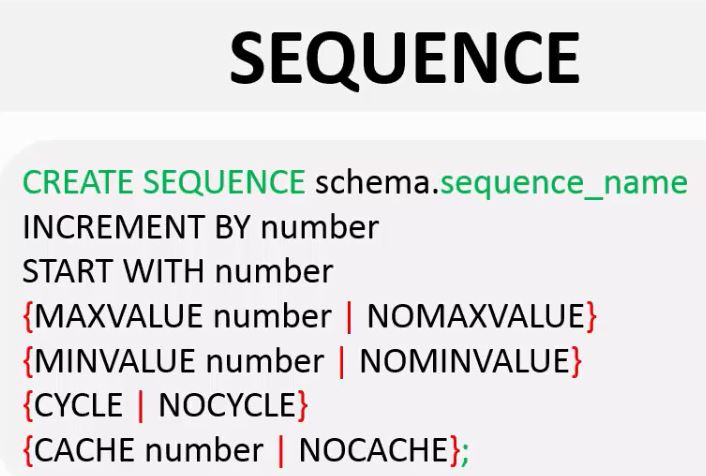 SEQUENCE
CREATE SEQUENCE schema.sequence_name
INCREMENT BY number
START WITH number
{MAXVALUE number | NOMAXVALUE}
{MINVALUE number | NOMINVALUE}
{CYCLE | NOCYCLE}
{CACHE number | NOCACHE};